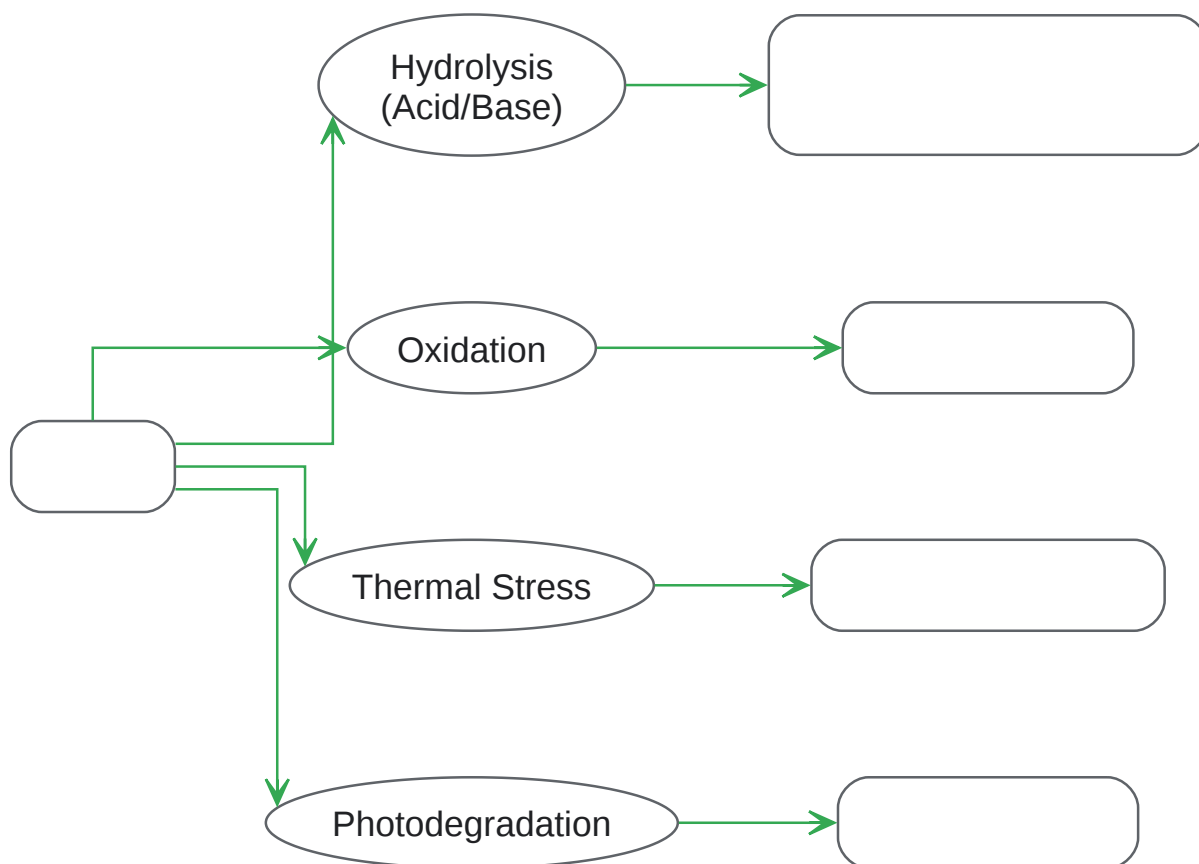 Hydrolysis
(Acid/Base)
Oxidation
Thermal Stress
Photodegradation